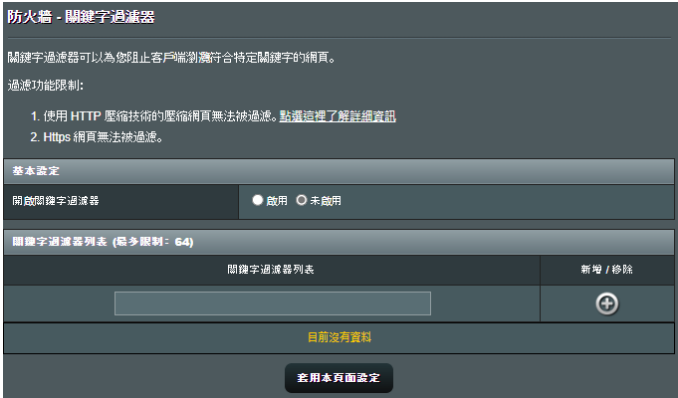 防火牆 - 關鍵字過濾器
關鍵字過濾器可以為您阻止客戶端瀏覽符合特定關鍵字的網頁。
過濾功能限制:
1. 使用 HTTP 壓縮技術的壓縮網頁無法被過濾。點選這裡了解詳細資訊
2. Https 網頁無法被過濾。
基本設定
開啟關鍵字過濾器 啟用 未啟用
關鍵字過濾器列表 (最多限制: 64)
關鍵字過濾器列表 新增 / 移除
目前沒有資料
套用本頁面設定